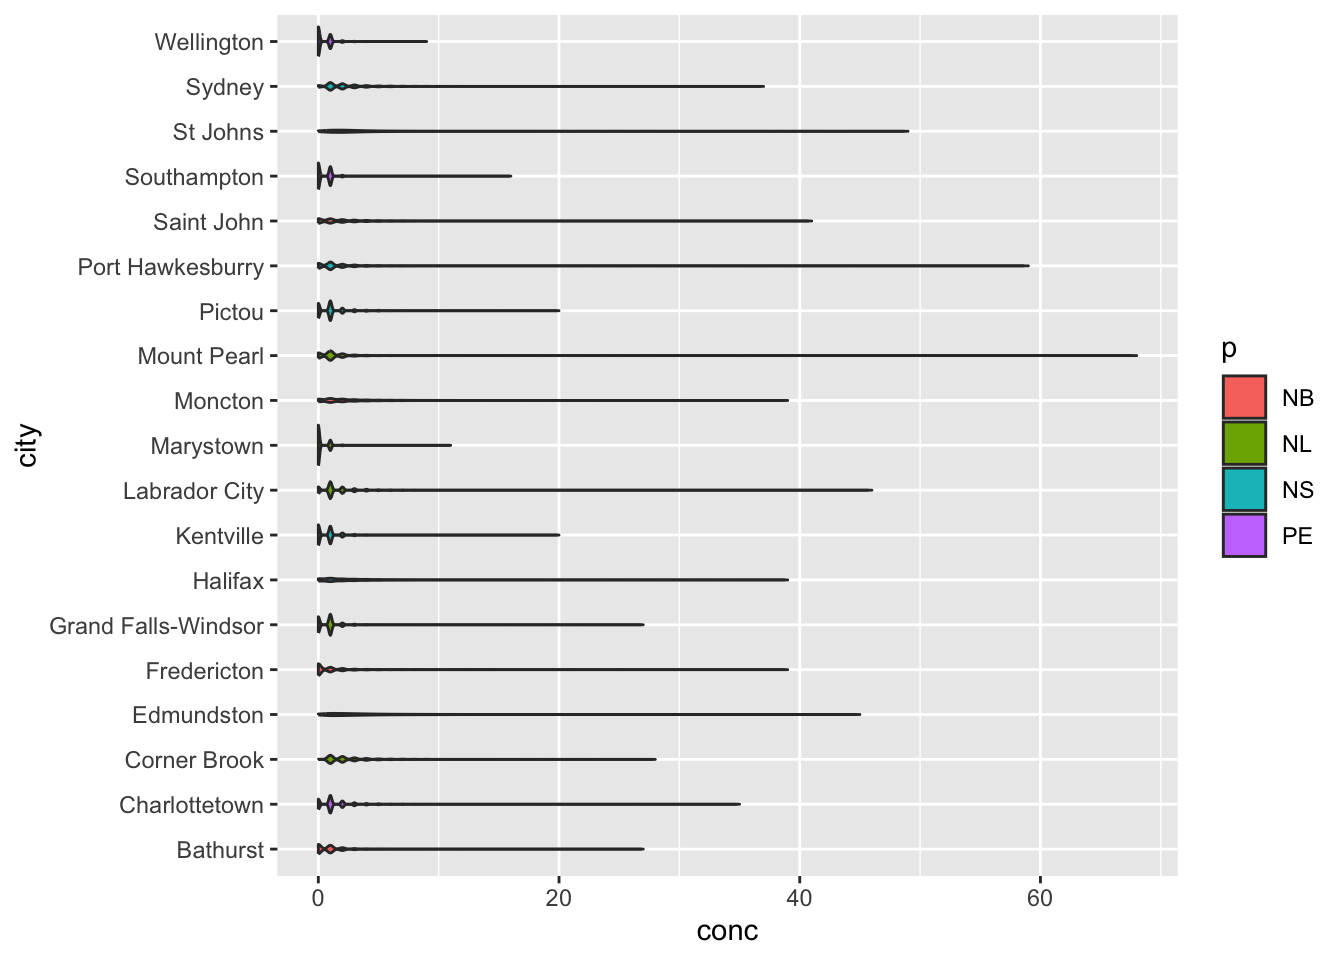 Wellington
Sydney
St Johns
Southampton
Saint John
Port Hawkesburry
Pictou
Mount Pearl
Moncton
Marystown
Labrador City
Kentville
Halifax
Grand Falls-Windsor
Fredericton
Edmundston
Corner Brook
Charlottetown
Bathurst
city
0 20 40 60
conc
p
NB
NL
NS
PE